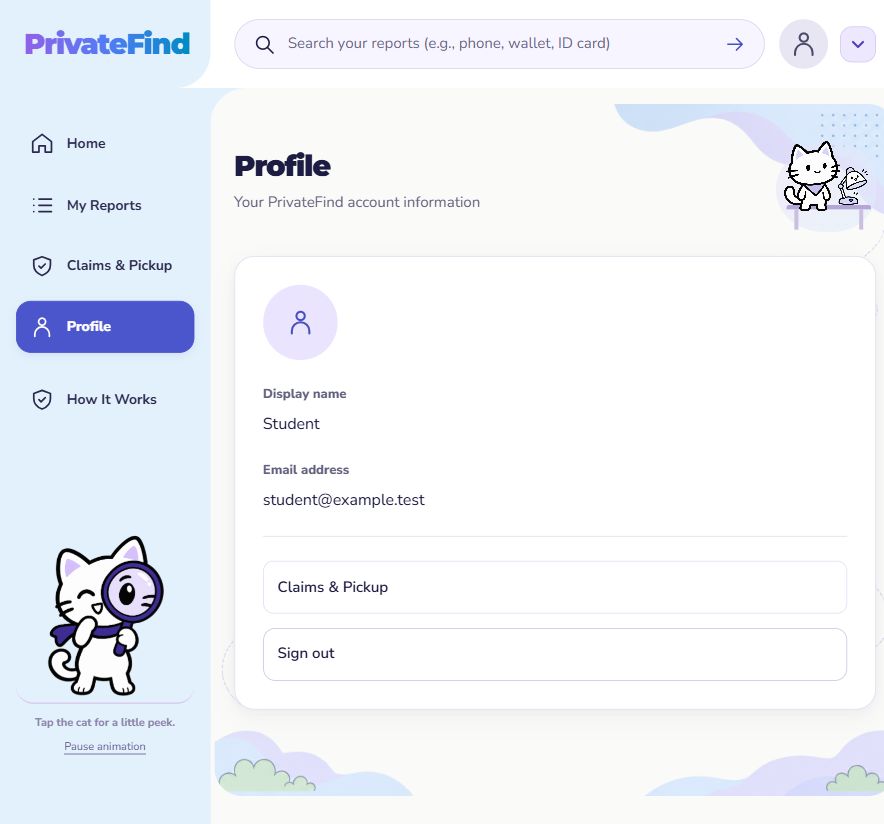 PrivateFind
Search your reports (e.g., phone, wallet, ID card)
Home
My Reports
Claims & Pickup
Profile
How It Works
Tap the cat for a little peek.
Pause animation
Profile
Your PrivateFind account information
Display name
Student
Email address
student@example.test
Claims & Pickup
Sign out